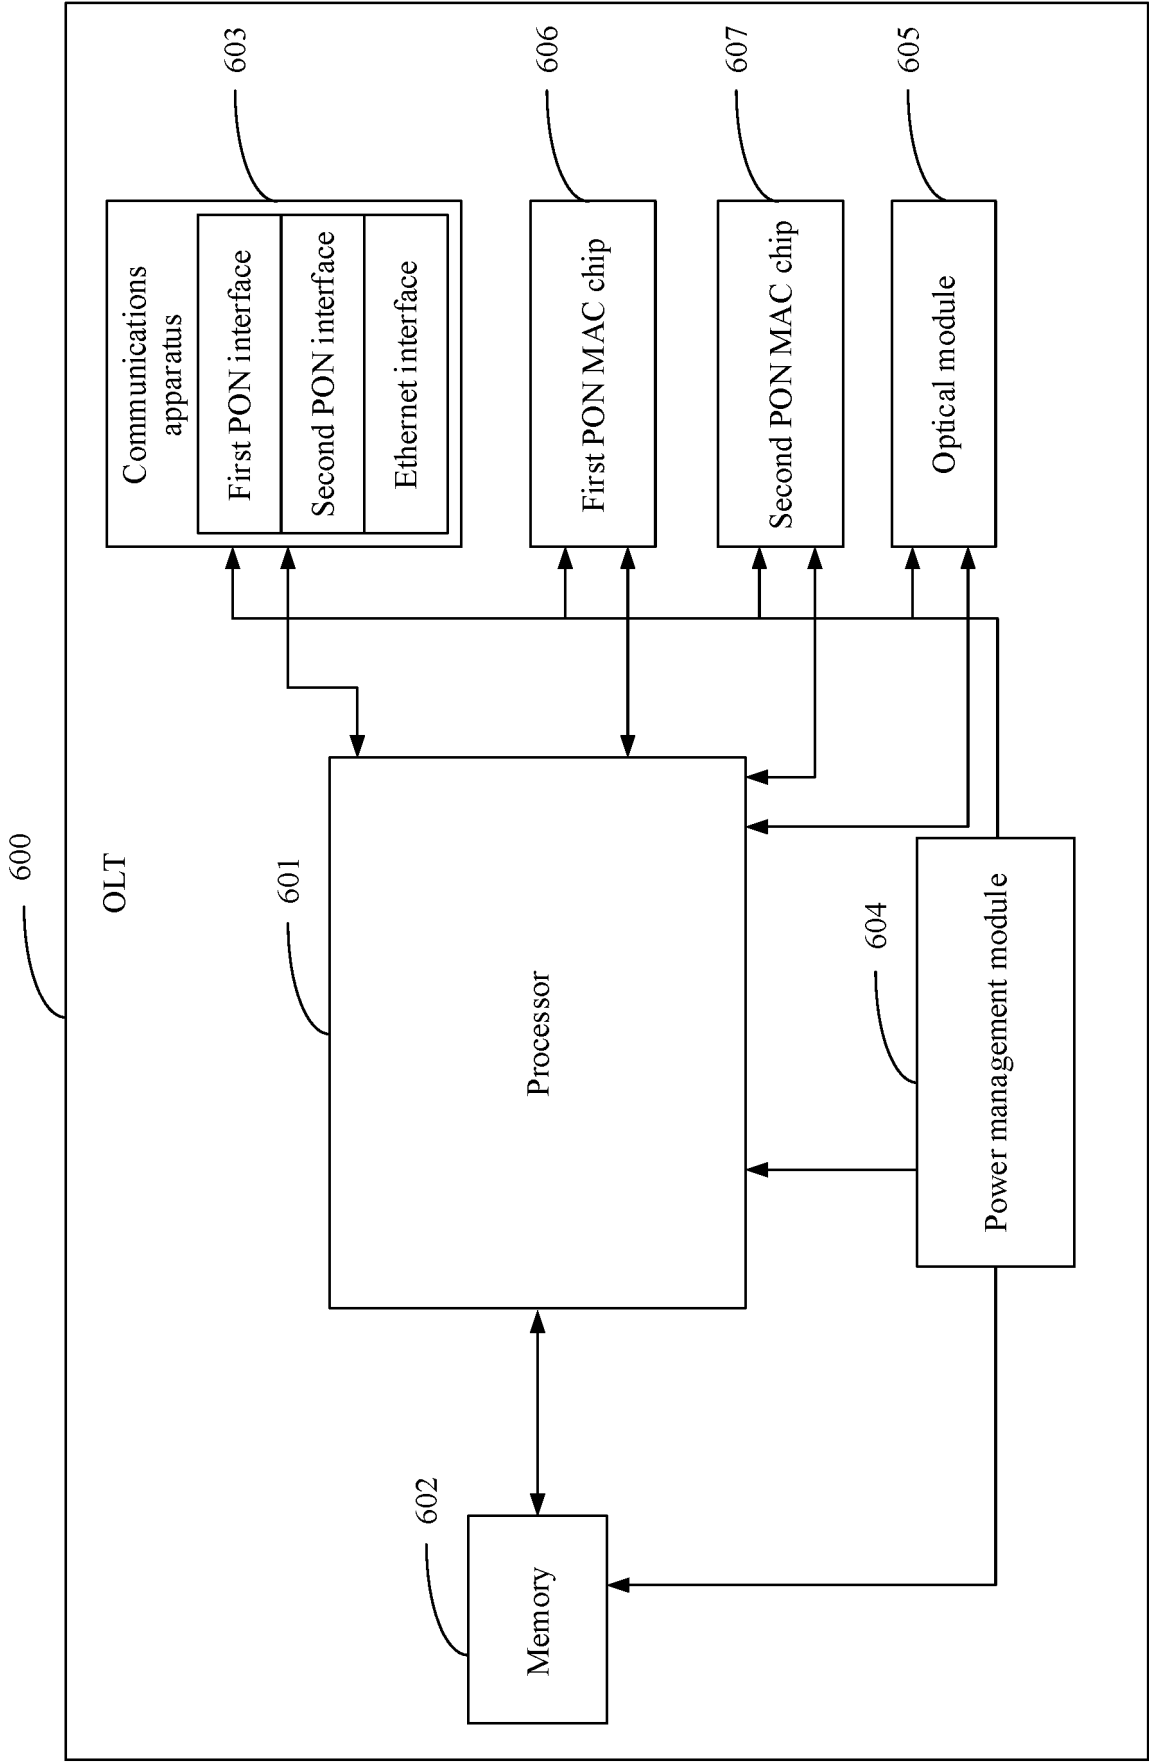 600
OLT
601
Processor
602
Memory
603
Communications
apparatus
First PON interface
Second PON interface
Ethernet interface
606
First PON MAC chip
607
Second PON MAC chip
605
Optical module
604
Power management module